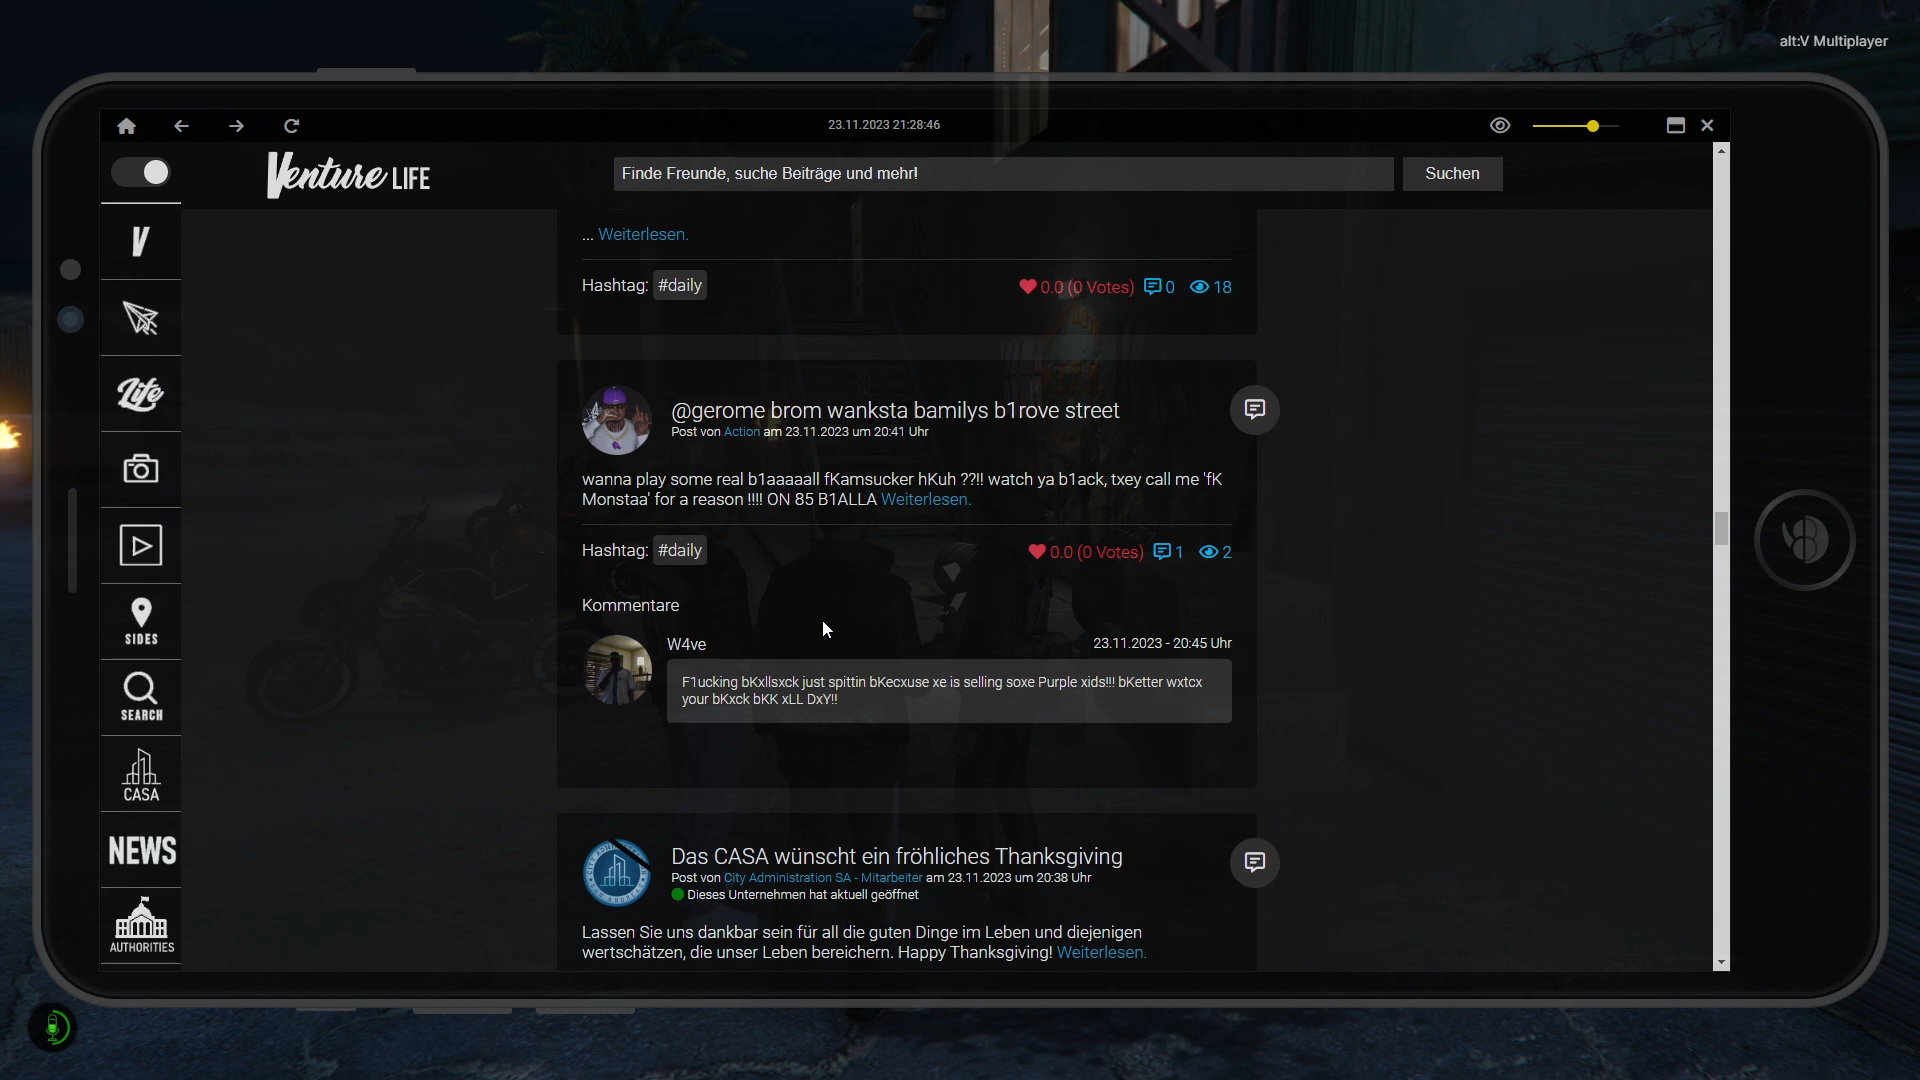 alt:V Multiplayer
23.11.2023 21:28:46
Venture LIFE
Finde Freunde, suche Beiträge und mehr!
Suchen
... Weiterlesen.
Hashtag: #daily
0.0 (0 Votes) 0 18
@gerome brom wanksta bamilys b1rove street
Post von Action am 23.11.2023 um 20:41 Uhr
wanna play some real b1aaaaall fKamsucker hKuh ??!! watch ya b1ack, txey call me 'fK
Monstaa' for a reason !!!! ON 85 B1ALLA Weiterlesen.
Hashtag: #daily
0.0 (0 Votes) 1 2
Kommentare
W4ve
23.11.2023 - 20:45 Uhr
F1ucking bKxllsxck just spittin bKecxuse xe is selling soxe Purple xids!!! bKetter wxtcx
your bKxck bKK xLL DxY!!
Das CASA wünscht ein fröhliches Thanksgiving
Post von City Administration SA - Mitarbeiter am 23.11.2023 um 20:38 Uhr
Dieses Unternehmen hat aktuell geöffnet
Lassen Sie uns dankbar sein für all die guten Dinge im Leben und diejenigen
wertschätzen, die unser Leben bereichern. Happy Thanksgiving! Weiterlesen.
V
Life
SIDES
SEARCH
CASA
NEWS
AUTHORITIES